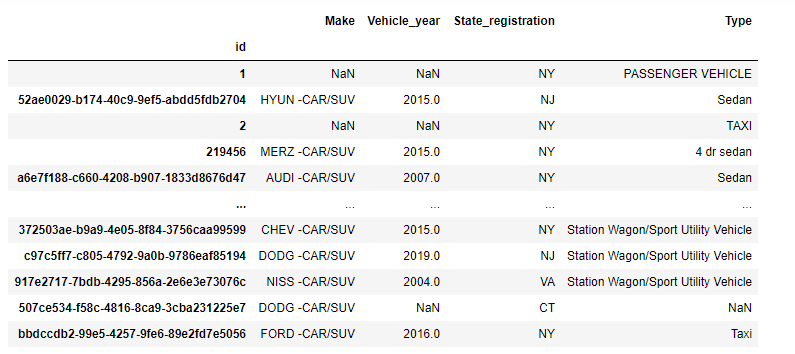 Make Vehicle_year State_registration Type
id
1 NaN NaN NY PASSENGER VEHICLE
52ae0029-b174-40c9-9ef5-abdd5fdb2704 HYUN -CAR/SUV 2015.0 NJ Sedan
2 NaN NaN NY TAXI
219456 MERZ -CAR/SUV 2015.0 NY 4 dr sedan
a6e7f188-c660-4208-b907-1833d8676d47 AUDI -CAR/SUV 2007.0 NY Sedan
... ... ... ... ...
372503ae-b9a9-4e05-8f84-3756caa99599 CHEV -CAR/SUV 2015.0 NY Station Wagon/Sport Utility Vehicle
c97c5ff7-c805-4792-9a0b-9786eaf85194 DODG -CAR/SUV 2019.0 NJ Station Wagon/Sport Utility Vehicle
917e2717-7bdb-4295-856a-2e6e3e73076c NISS -CAR/SUV 2004.0 VA Station Wagon/Sport Utility Vehicle
507ce534-f58c-4816-8ca9-3cba231225e7 DODG -CAR/SUV NaN CT NaN
bbdccdb2-99e5-4257-9fe6-89e2fd7e5056 FORD -CAR/SUV 2016.0 NY Taxi